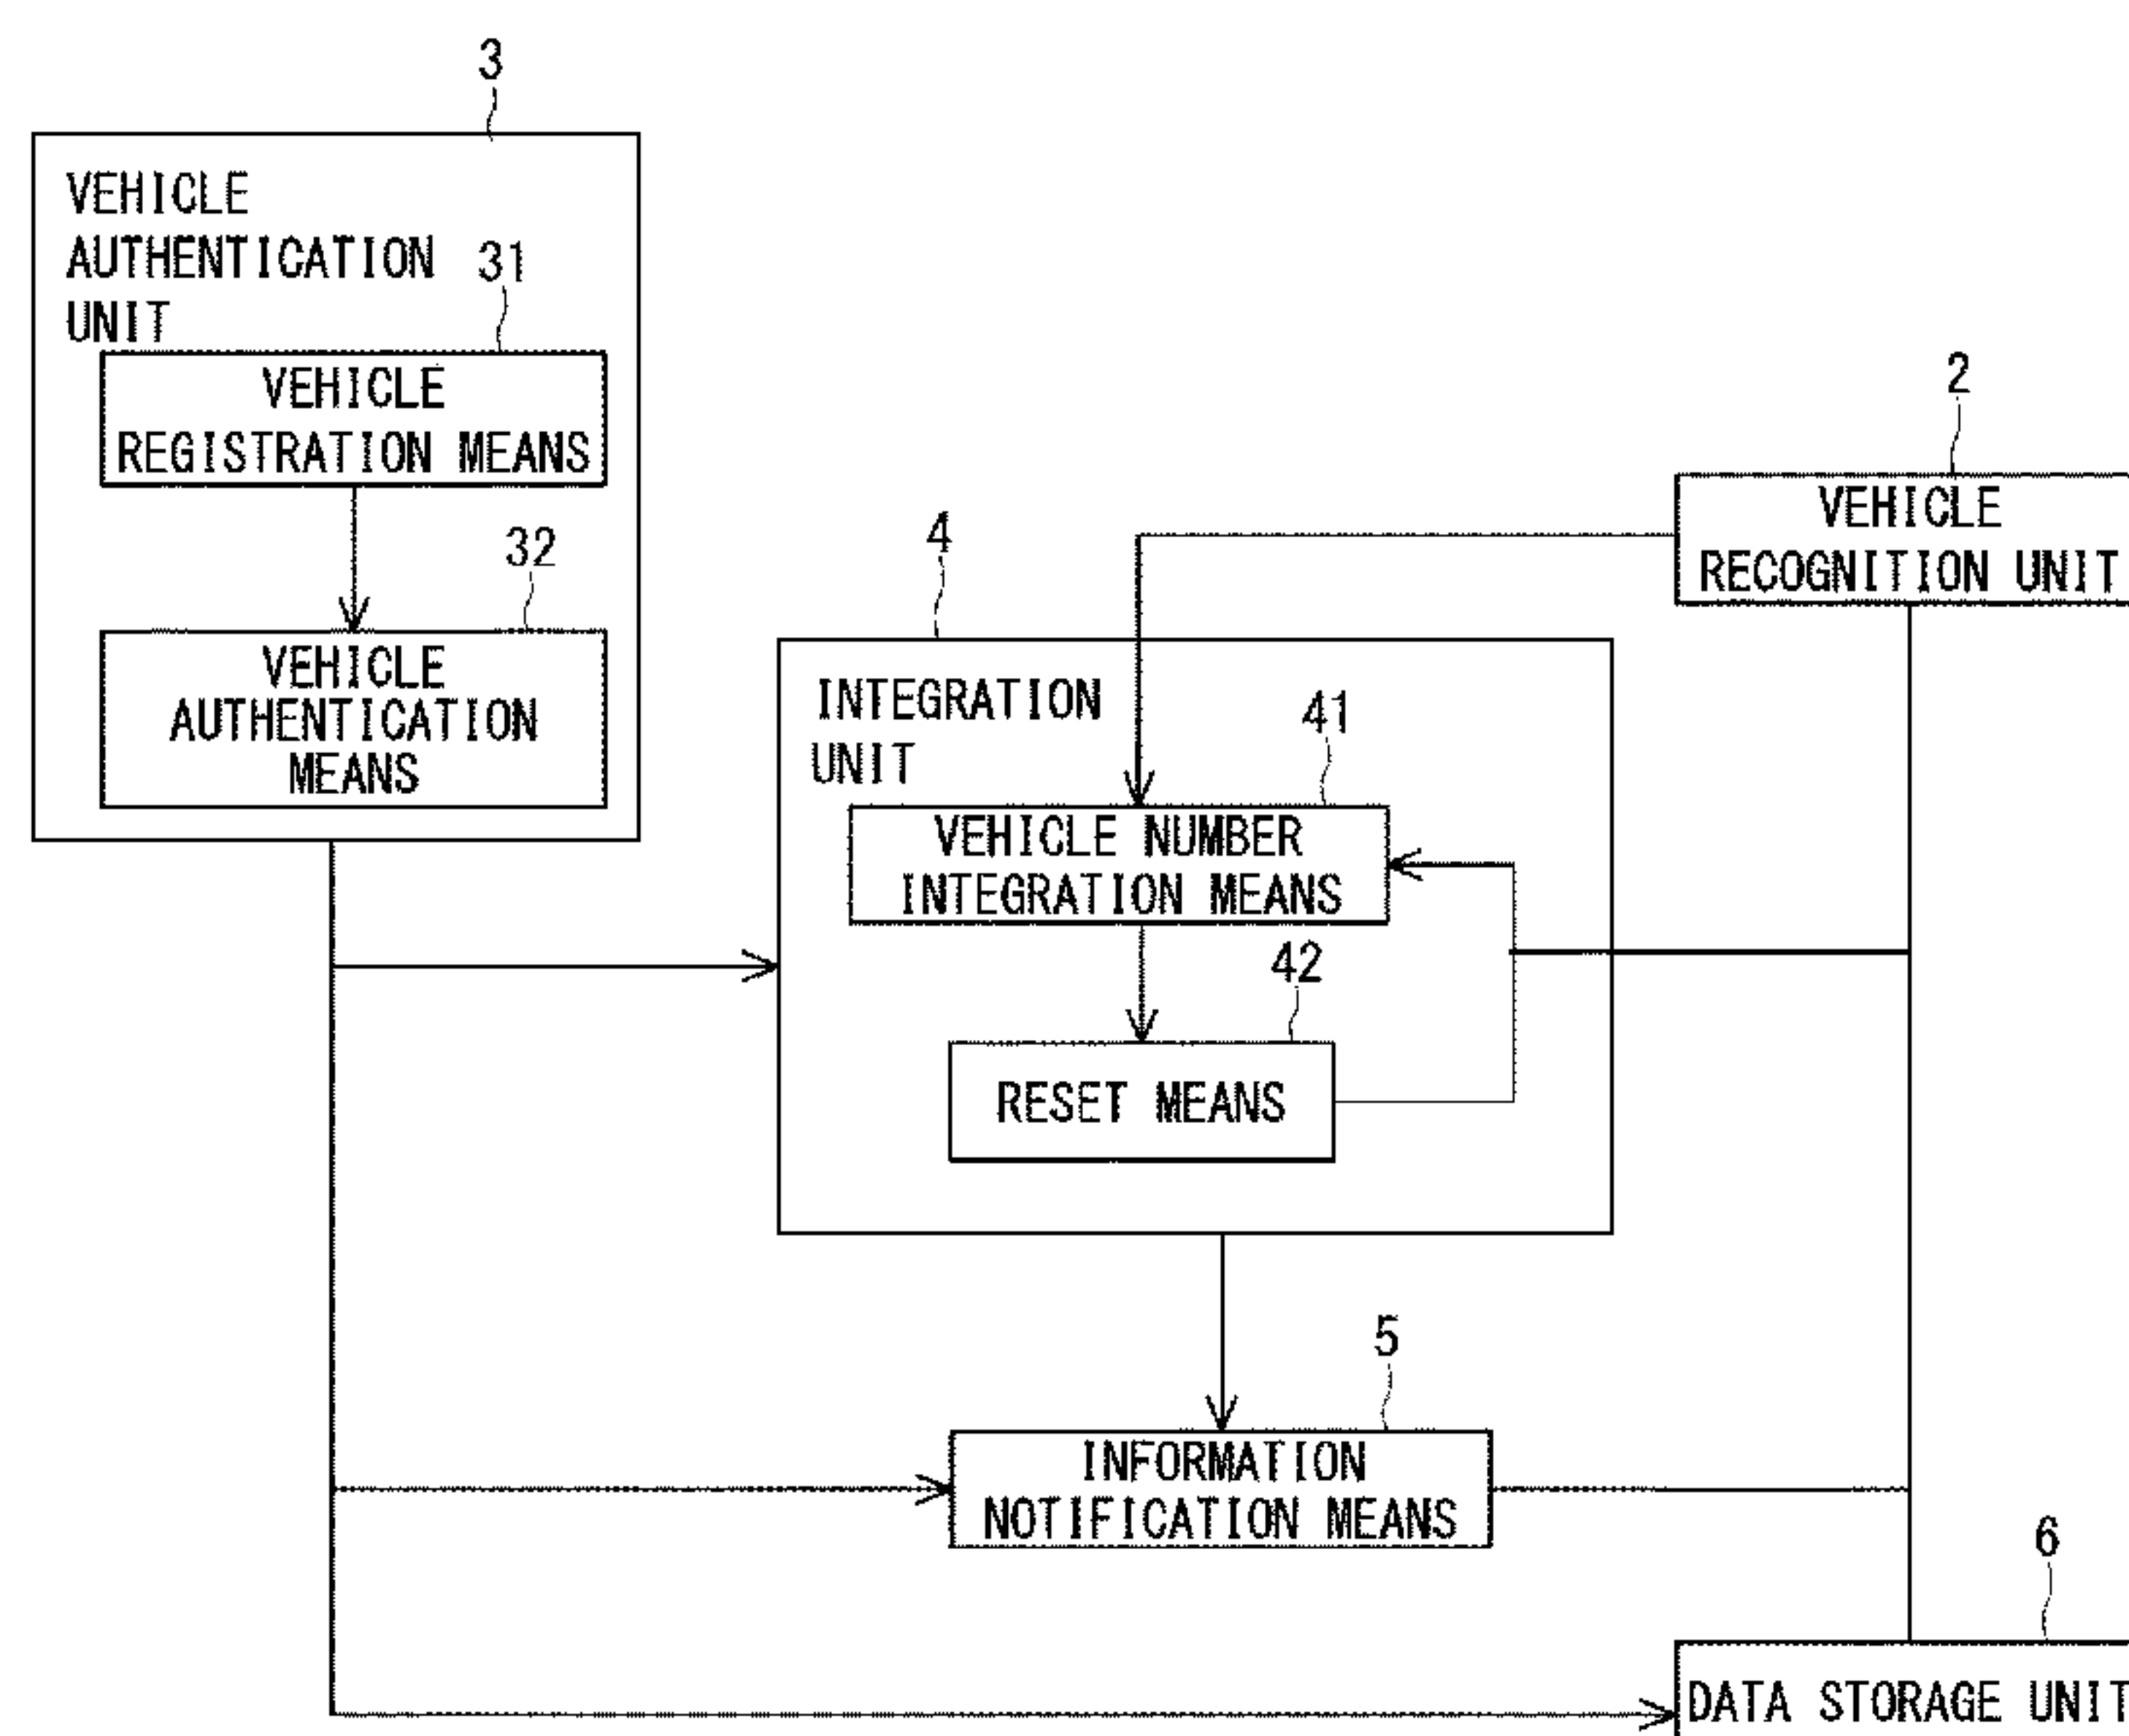 3
VEHICLE
AUTHENTICATION
UNIT
31
VEHICLE
REGISTRATION MEANS
32
VEHICLE
AUTHENTICATION
MEANS
2
VEHICLE
RECOGNITION UNIT
4
INTEGRATION
UNIT
41
VEHICLE NUMBER
INTEGRATION MEANS
42
RESET MEANS
5
INFORMATION
NOTIFICATION MEANS
6
DATA STORAGE UNIT